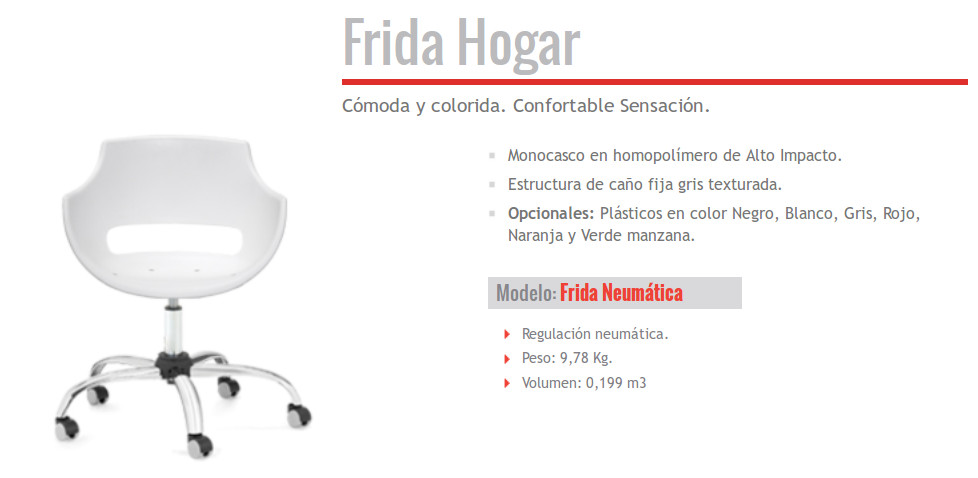 Frida Hogar
Cómoda y colorida. Confortable Sensación.
Monocasco en homopolímero de Alto Impacto.
Estructura de caño fija gris texturada.
Opcionales: Plásticos en color Negro, Blanco, Gris, Rojo,
Naranja y Verde manzana.
Modelo: Frida Neumática
Regulación neumática.
Peso: 9,78 Kg.
Volumen: 0,199 m3